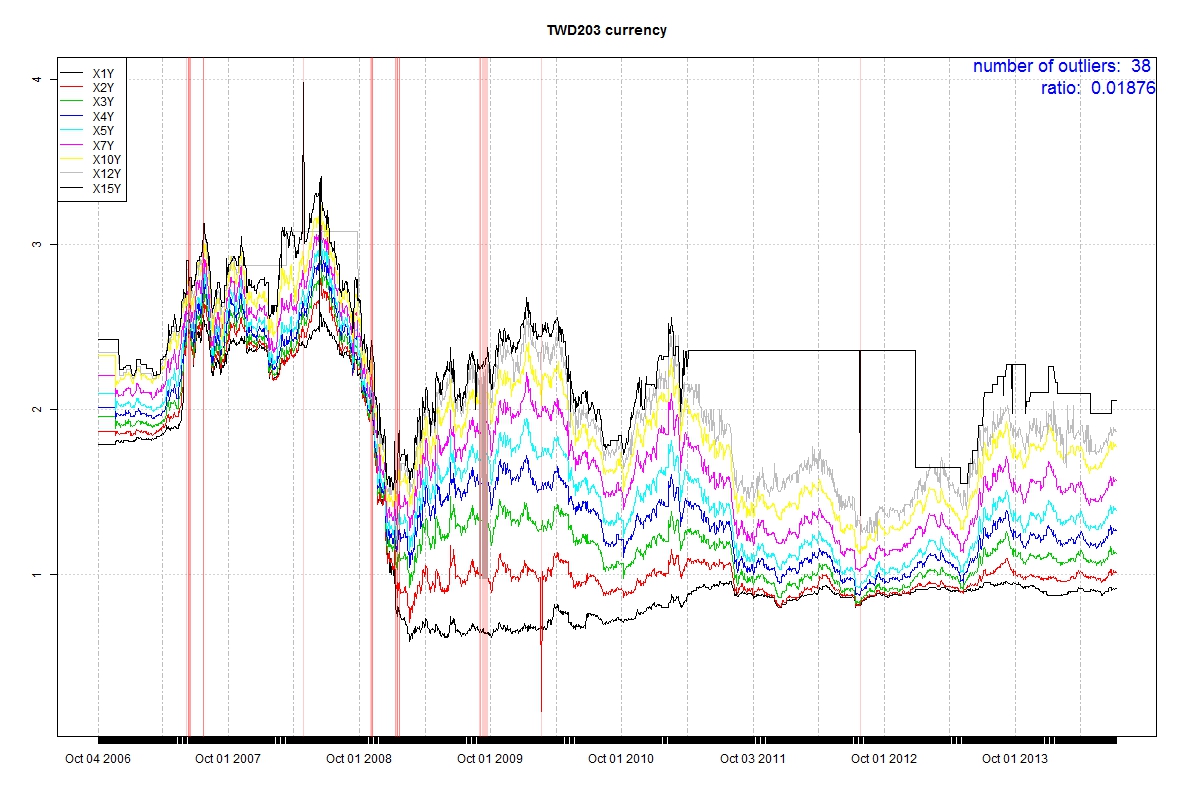 TWD203 currency
number of outliers: 38
ratio: 0.01876
X1Y
X2Y
X3Y
X4Y
X5Y
X7Y
X10Y
X12Y
X15Y
4
3
2
1
Oct 04 2006
Oct 01 2007
Oct 01 2008
Oct 01 2009
Oct 01 2010
Oct 03 2011
Oct 01 2012
Oct 01 2013